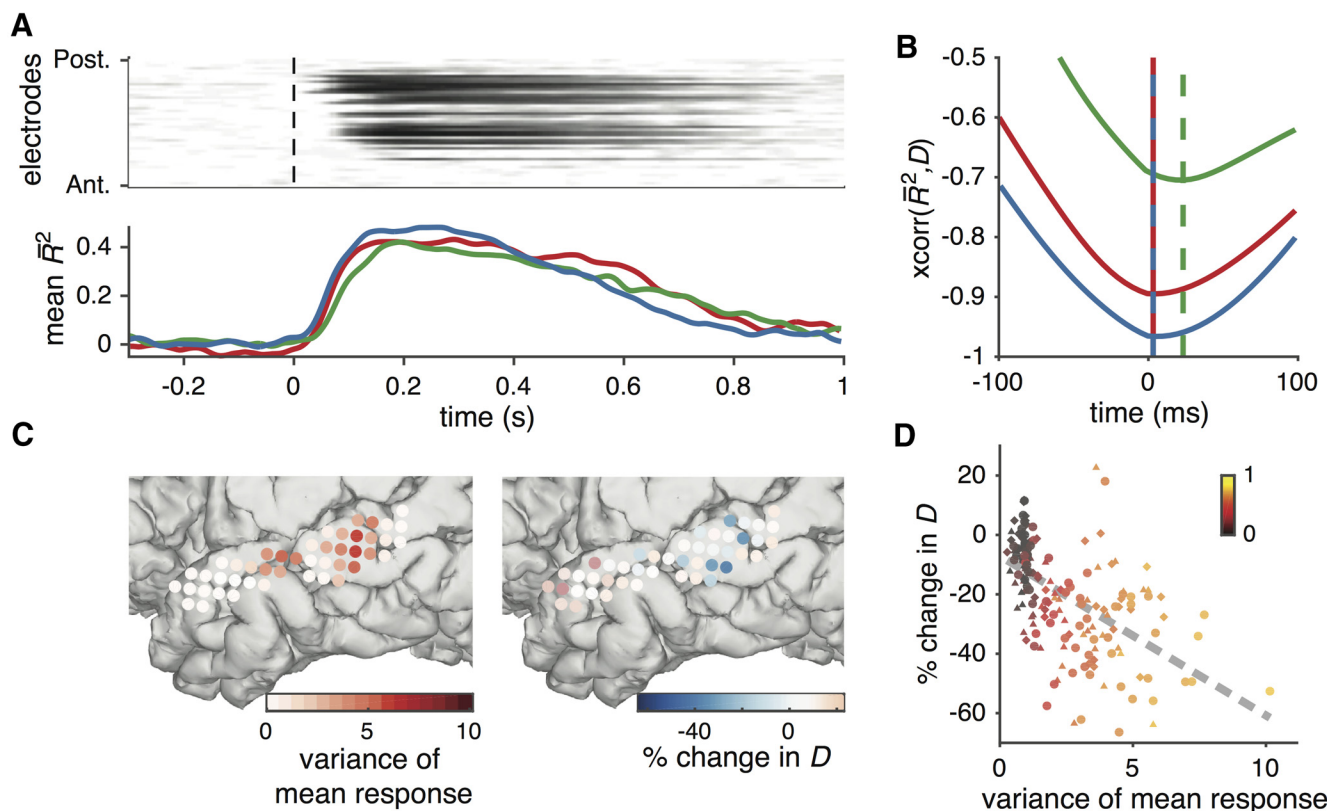 A
Post.
electrodes
Ant.
mean R̄²
0.4
0.2
0
-0.2 0 0.2 0.4 0.6 0.8 1
time (s)
B
xcorr(R̄²,D)
-0.5
-0.6
-0.7
-0.8
-0.9
-1
-100 0 100
time (ms)
C
0 5 10
variance of
mean response
-40 0
% change in D
D
% change in D
20
0
-20
-40
-60
1
0
0 5 10
variance of mean response